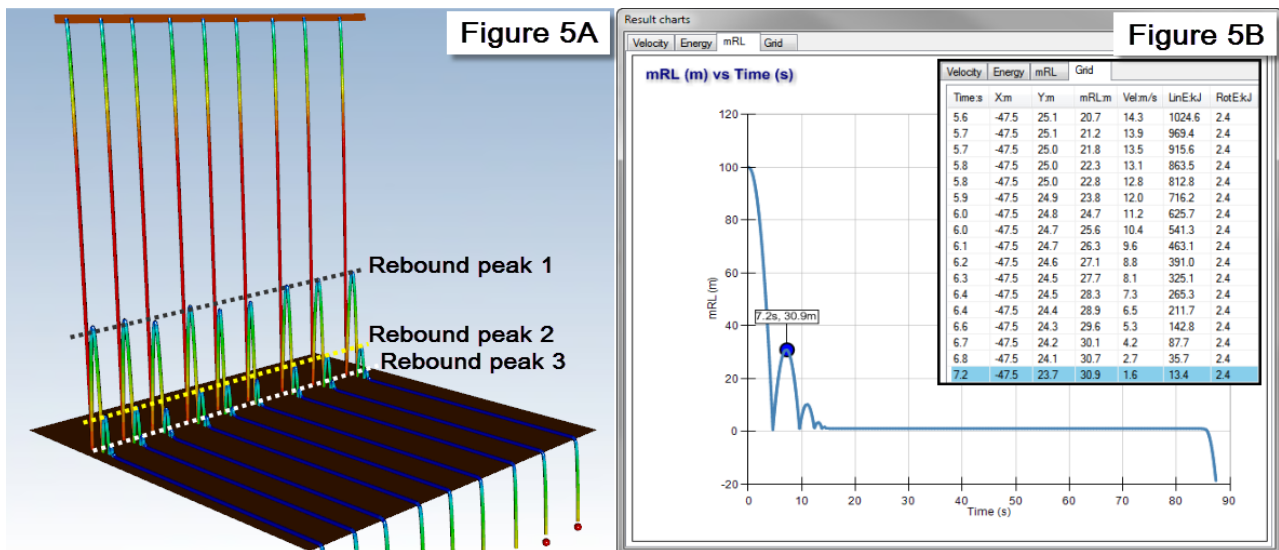 Figure 5A
Rebound peak 1
Rebound peak 2
Rebound peak 3
Result charts
Figure 5B
Velocity Energy mRL Grid
mRL (m) vs Time (s)
120
100
80
60
40
20
0
-20
mRL (m)
7.2s, 30.9m
0 10 20 30 40 50 60 70 80 90
Time (s)
Velocity Energy mRL Grid
Time:s X:m Y:m mRL:m Vel:m/s LinE:kJ RotE:kJ
5.6 -47.5 25.1 20.7 14.3 1024.6 2.4
5.7 -47.5 25.1 21.2 13.9 969.4 2.4
5.7 -47.5 25.0 21.8 13.5 915.6 2.4
5.8 -47.5 25.0 22.3 13.1 863.5 2.4
5.8 -47.5 25.0 22.8 12.8 812.8 2.4
5.9 -47.5 24.9 23.8 12.0 716.2 2.4
6.0 -47.5 24.8 24.7 11.2 625.7 2.4
6.0 -47.5 24.7 25.6 10.4 541.3 2.4
6.1 -47.5 24.7 26.3 9.6 463.1 2.4
6.2 -47.5 24.6 27.1 8.8 391.0 2.4
6.3 -47.5 24.5 27.7 8.1 325.1 2.4
6.4 -47.5 24.5 28.3 7.3 265.3 2.4
6.4 -47.5 24.4 28.9 6.5 211.7 2.4
6.6 -47.5 24.3 29.6 5.3 142.8 2.4
6.7 -47.5 24.2 30.1 4.2 87.7 2.4
6.8 -47.5 24.1 30.7 2.7 35.7 2.4
7.2 -47.5 23.7 30.9 1.6 13.4 2.4